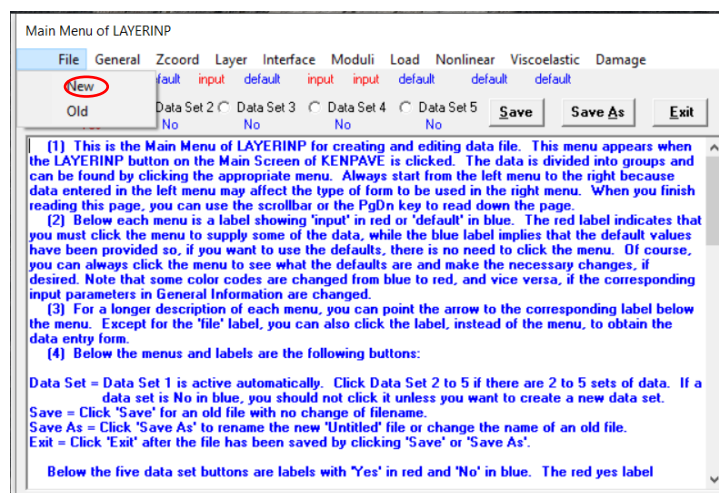 Main Menu of LAYERINP
File General Zcoord Layer Interface Moduli Load Nonlinear Viscoelastic Damage
New fault input default input input default default default
Old Data Set 2 Data Set 3 Data Set 4 Data Set 5 Save Save As Exit
No No No No
(1) This is the Main Menu of LAYERINP for creating and editing data file. This menu appears when
the LAYERINP button on the Main Screen of KENPAVE is clicked. The data is divided into groups and
can be found by clicking the appropriate menu. Always start from the left menu to the right because
data entered in the left menu may affect the type of form to be used in the right menu. When you finish
reading this page, you can use the scrollbar or the PgDn key to read down the page.
(2) Below each menu is a label showing 'input' in red or 'default' in blue. The red label indicates that
you must click the menu to supply some of the data, while the blue label implies that the default values
have been provided so, if you want to use the defaults, there is no need to click the menu. Of course,
you can always click the menu to see what the defaults are and make the necessary changes, if
desired. Note that some color codes are changed from blue to red, and vice versa, if the corresponding
input parameters in General Information are changed.
(3) For a longer description of each menu, you can point the arrow to the corresponding label below
the menu. Except for the 'file' label, you can also click the label, instead of the menu, to obtain the
data entry form.
(4) Below the menus and labels are the following buttons:
Data Set = Data Set 1 is active automatically. Click Data Set 2 to 5 if there are 2 to 5 sets of data. If a
data set is No in blue, you should not click it unless you want to create a new data set.
Save = Click 'Save' for an old file with no change of filename.
Save As = Click 'Save As' to rename the new 'Untitled' file or change the name of an old file.
Exit = Click 'Exit' after the file has been saved by clicking 'Save' or 'Save As'.
Below the five data set buttons are labels with 'Yes' in red and 'No' in blue. The red yes label